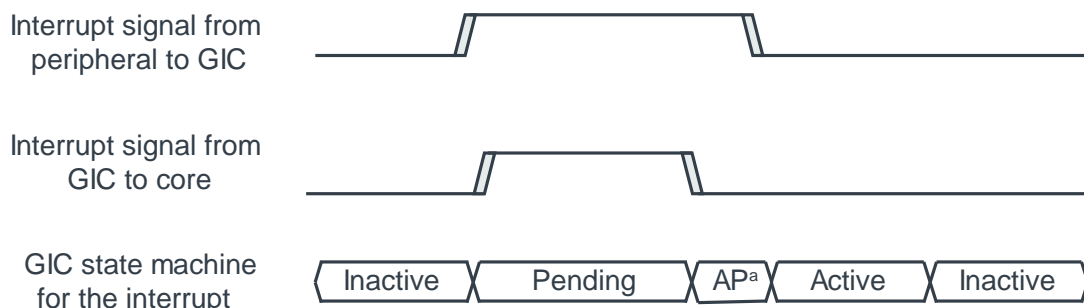 Interrupt signal from
peripheral to GIC
Interrupt signal from
GIC to core
GIC state machine
for the interrupt
Inactive Pending APᵃ Active Inactive